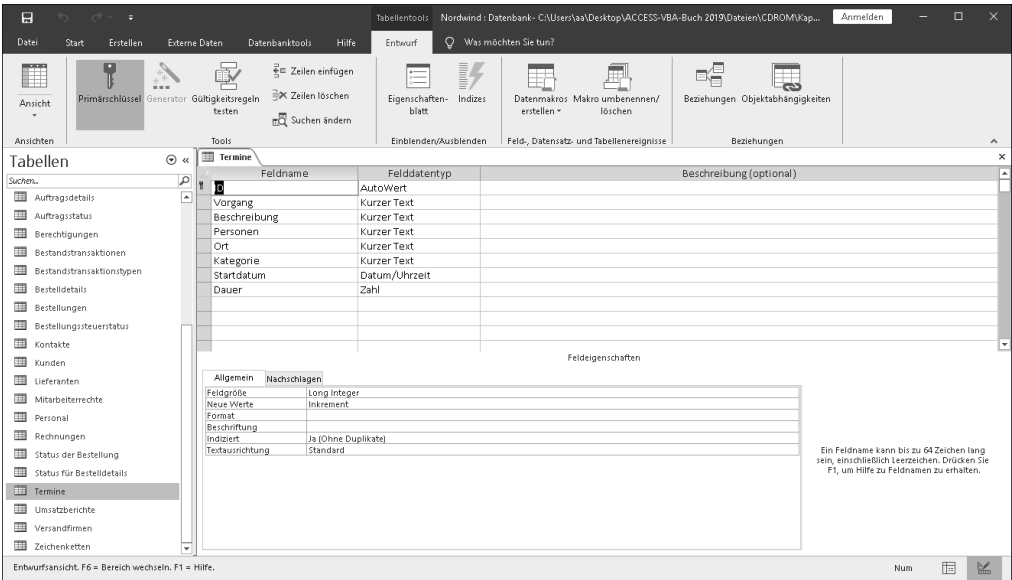 Tabellentools Nordwind : Datenbank- C:\Users\aa\Desktop\ACCESS-VBA-Buch 2019\Dateien\CDROM\Kap... Anmelden
Datei Start Erstellen Externe Daten Datenbanktools Hilfe Entwurf Was möchten Sie tun?
Ansicht
Primärschlüssel Generator Gültigkeitsregeln testen
Zeilen einfügen
Zeilen löschen
Suchen ändern
Eigenschaften-
blatt
Indizes
Datenmakros erstellen
Makro umbenennen/
löschen
Beziehungen Objektabhängigkeiten
Ansichten Tools Einblenden/Ausblenden Feld-, Datensatz- und Tabellenereignisse Beziehungen
Tabellen
Suchen...
Auftragsdetails
Auftragsstatus
Berechtigungen
Bestandstransaktionen
Bestandstransaktionstypen
Bestelldetails
Bestellungen
Bestellungssteuerstatus
Kontakte
Kunden
Lieferanten
Mitarbeiterrechte
Personal
Rechnungen
Status der Bestellung
Status für Bestelldetails
Termine
Umsatzberichte
Versandfirmen
Zeichenketten
Termine
Feldname Felddatentyp Beschreibung (optional)
ID AutoWert
Vorgang Kurzer Text
Beschreibung Kurzer Text
Personen Kurzer Text
Ort Kurzer Text
Kategorie Kurzer Text
Startdatum Datum/Uhrzeit
Dauer Zahl
Feldeigenschaften
Allgemein Nachschlagen
Feldgröße Long Integer
Neue Werte Inkrement
Format
Beschriftung
Indiziert Ja (Ohne Duplikate)
Textausrichtung Standard
Ein Feldname kann bis zu 64 Zeichen lang
sein, einschließlich Leerzeichen. Drücken Sie
F1, um Hilfe zu Feldnamen zu erhalten.
Entwurfsansicht. F6 = Bereich wechseln. F1 = Hilfe. Num